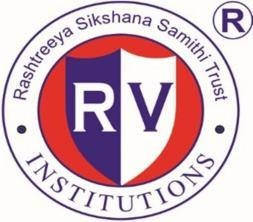 ®
Rashtreeya Sikshana Samithi Trust
RV
• INSTITUTIONS •